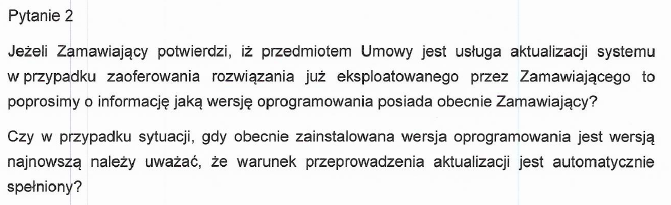 Pytanie 2
Jeżeli Zamawiający potwierdzi, iż przedmiotem Umowy jest usługa aktualizacji systemu
w przypadku zaoferowania rozwiązania już eksploatowanego przez Zamawiającego to
poprosimy o informację jaką wersję oprogramowania posiada obecnie Zamawiający?
Czy w przypadku sytuacji, gdy obecnie zainstalowana wersja oprogramowania jest wersją
najnowszą należy uważać, że warunek przeprowadzenia aktualizacji jest automatycznie
spełniony?